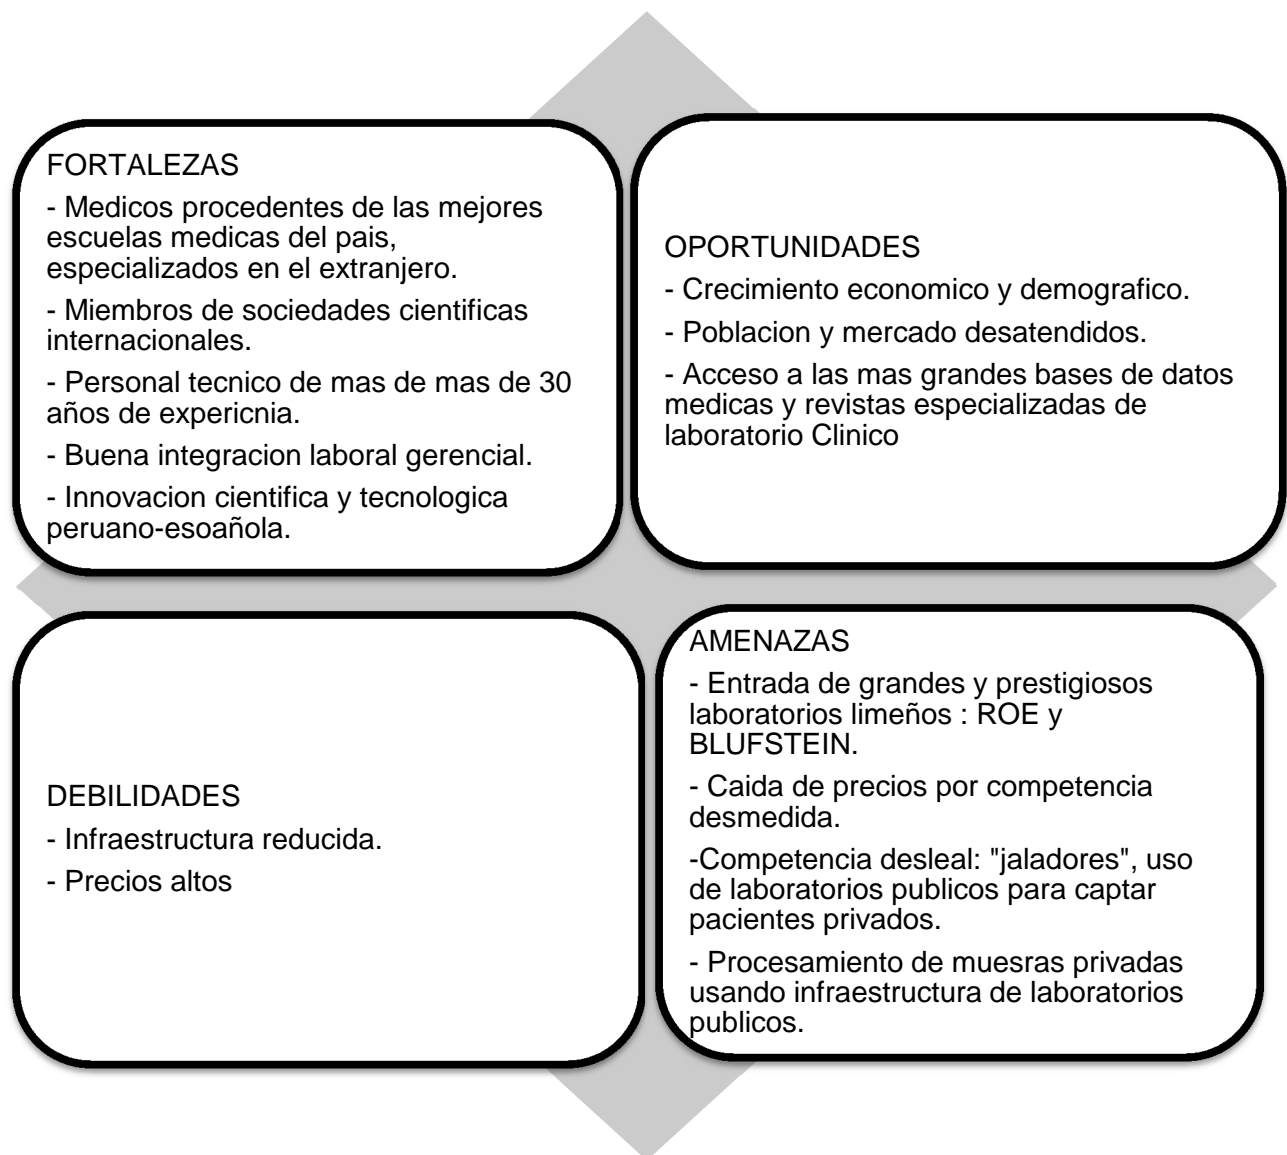 FORTALEZAS
- Medicos procedentes de las mejores
escuelas medicas del pais,
especializados en el extranjero.
- Miembros de sociedades cientificas
internacionales.
- Personal tecnico de mas de mas de 30
años de expericnia.
- Buena integracion laboral gerencial.
- Innovacion cientifica y tecnologica
peruano-esoañola.
OPORTUNIDADES
- Crecimiento economico y demografico.
- Poblacion y mercado desatendidos.
- Acceso a las mas grandes bases de datos
medicas y revistas especializadas de
laboratorio Clinico
DEBILIDADES
- Infraestructura reducida.
- Precios altos
AMENAZAS
- Entrada de grandes y prestigiosos
laboratorios limeños : ROE y
BLUFSTEIN.
- Caida de precios por competencia
desmedida.
-Competencia desleal: "jaladores", uso
de laboratorios publicos para captar
pacientes privados.
- Procesamiento de muesras privadas
usando infraestructura de laboratorios
publicos.